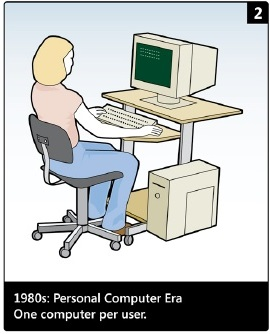 2
1980s: Personal Computer Era
One computer per user.